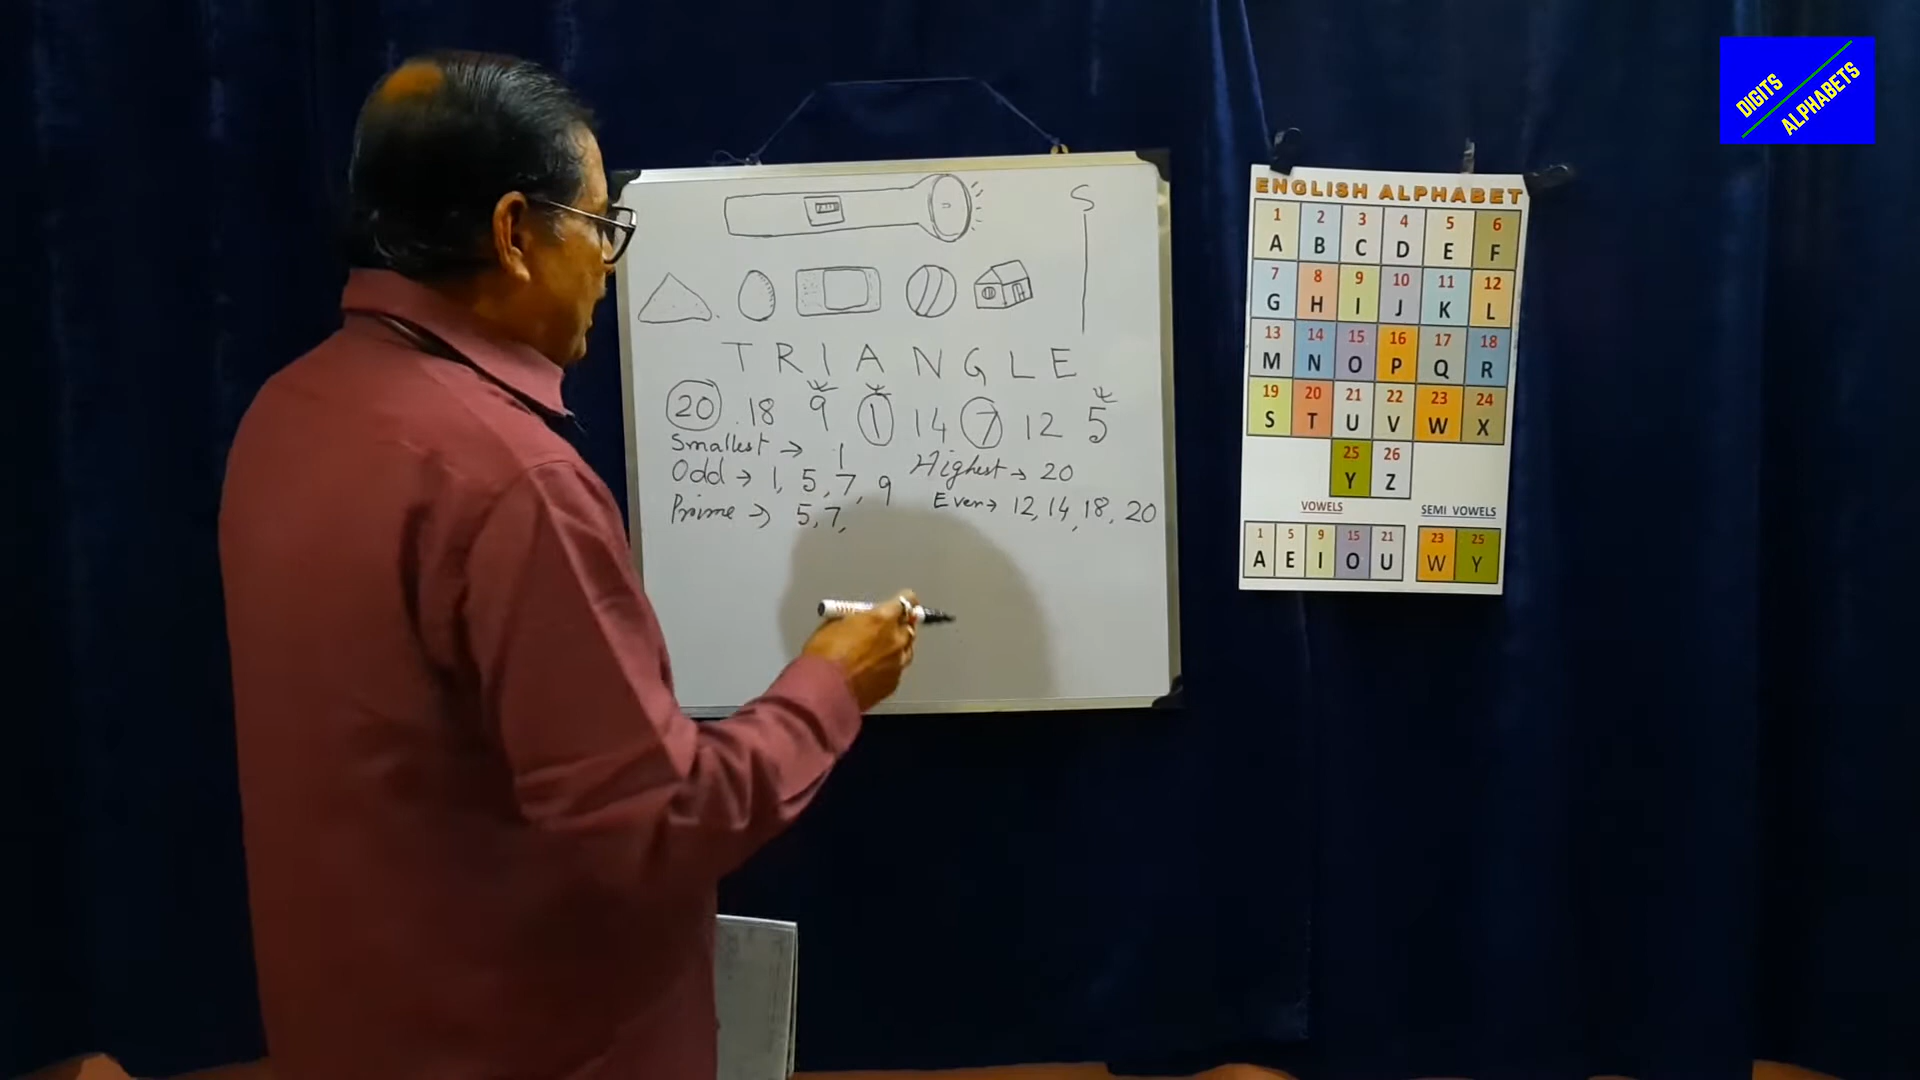 DIGITS
ALPHABETS
S
T R I A N G L E
20 18 9 1 14 7 12 5
Smallest → 1
Highest → 20
Odd → 1, 5, 7, 9
Even → 12, 14, 18, 20
Prime → 5, 7,
ENGLISH ALPHABET
1 2 3 4 5 6
A B C D E F
7 8 9 10 11 12
G H I J K L
13 14 15 16 17 18
M N O P Q R
19 20 21 22 23 24
S T U V W X
25 26
Y Z
VOWELS
SEMI VOWELS
1 5 9 15 21
A E I O U
23 25
W Y